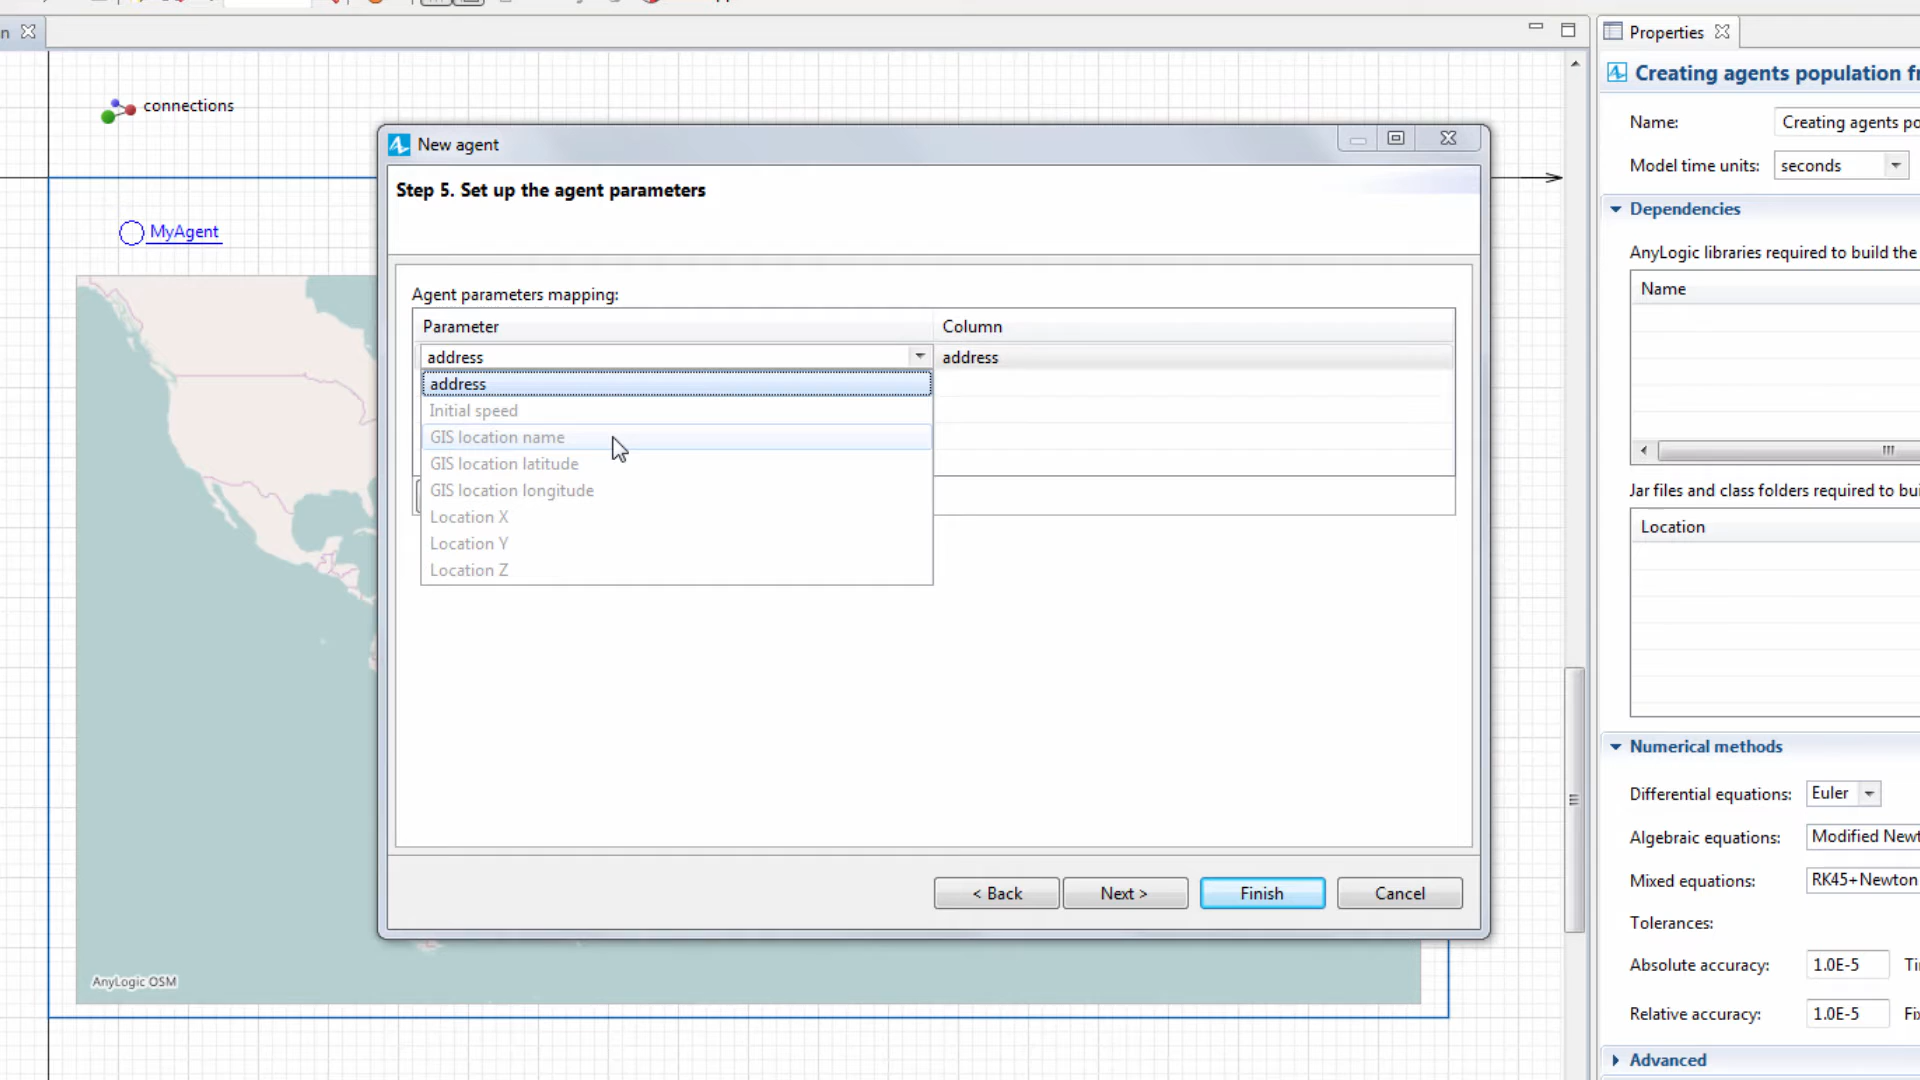 n
connections
MyAgent
AnyLogic OSM
New agent
Step 5. Set up the agent parameters
Agent parameters mapping:
Parameter
Column
address
address
address
Initial speed
GIS location name
GIS location latitude
GIS location longitude
Location X
Location Y
Location Z
< Back
Next >
Finish
Cancel
Properties
Creating agents population fr
Name:
Creating agents po
Model time units:
seconds
Dependencies
AnyLogic libraries required to build the
Name
Jar files and class folders required to bui
Location
Numerical methods
Differential equations:
Euler
Algebraic equations:
Modified Newt
Mixed equations:
RK45+Newton
Tolerances:
Absolute accuracy:
1.0E-5
Ti
Relative accuracy:
1.0E-5
Fi
Advanced